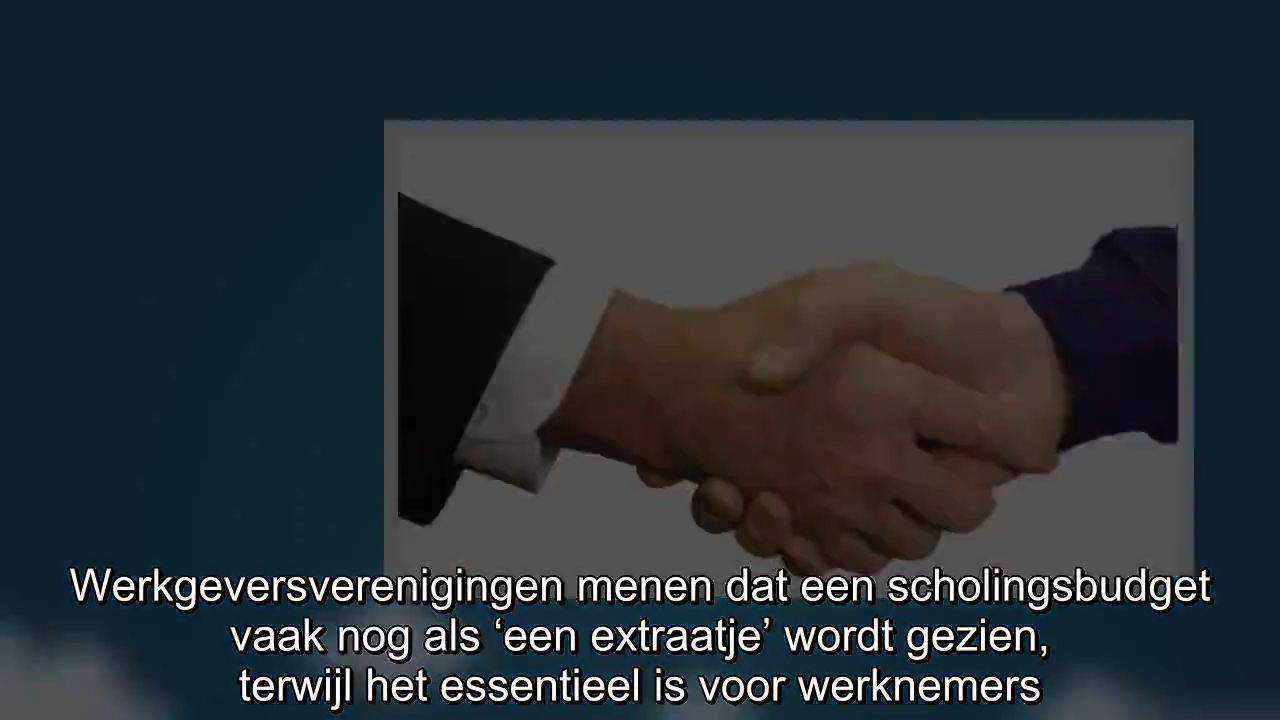 Werkgeversverenigingen menen dat een scholingsbudget
vaak nog als ‘een extraatje’ wordt gezien,
terwijl het essentieel is voor werknemers